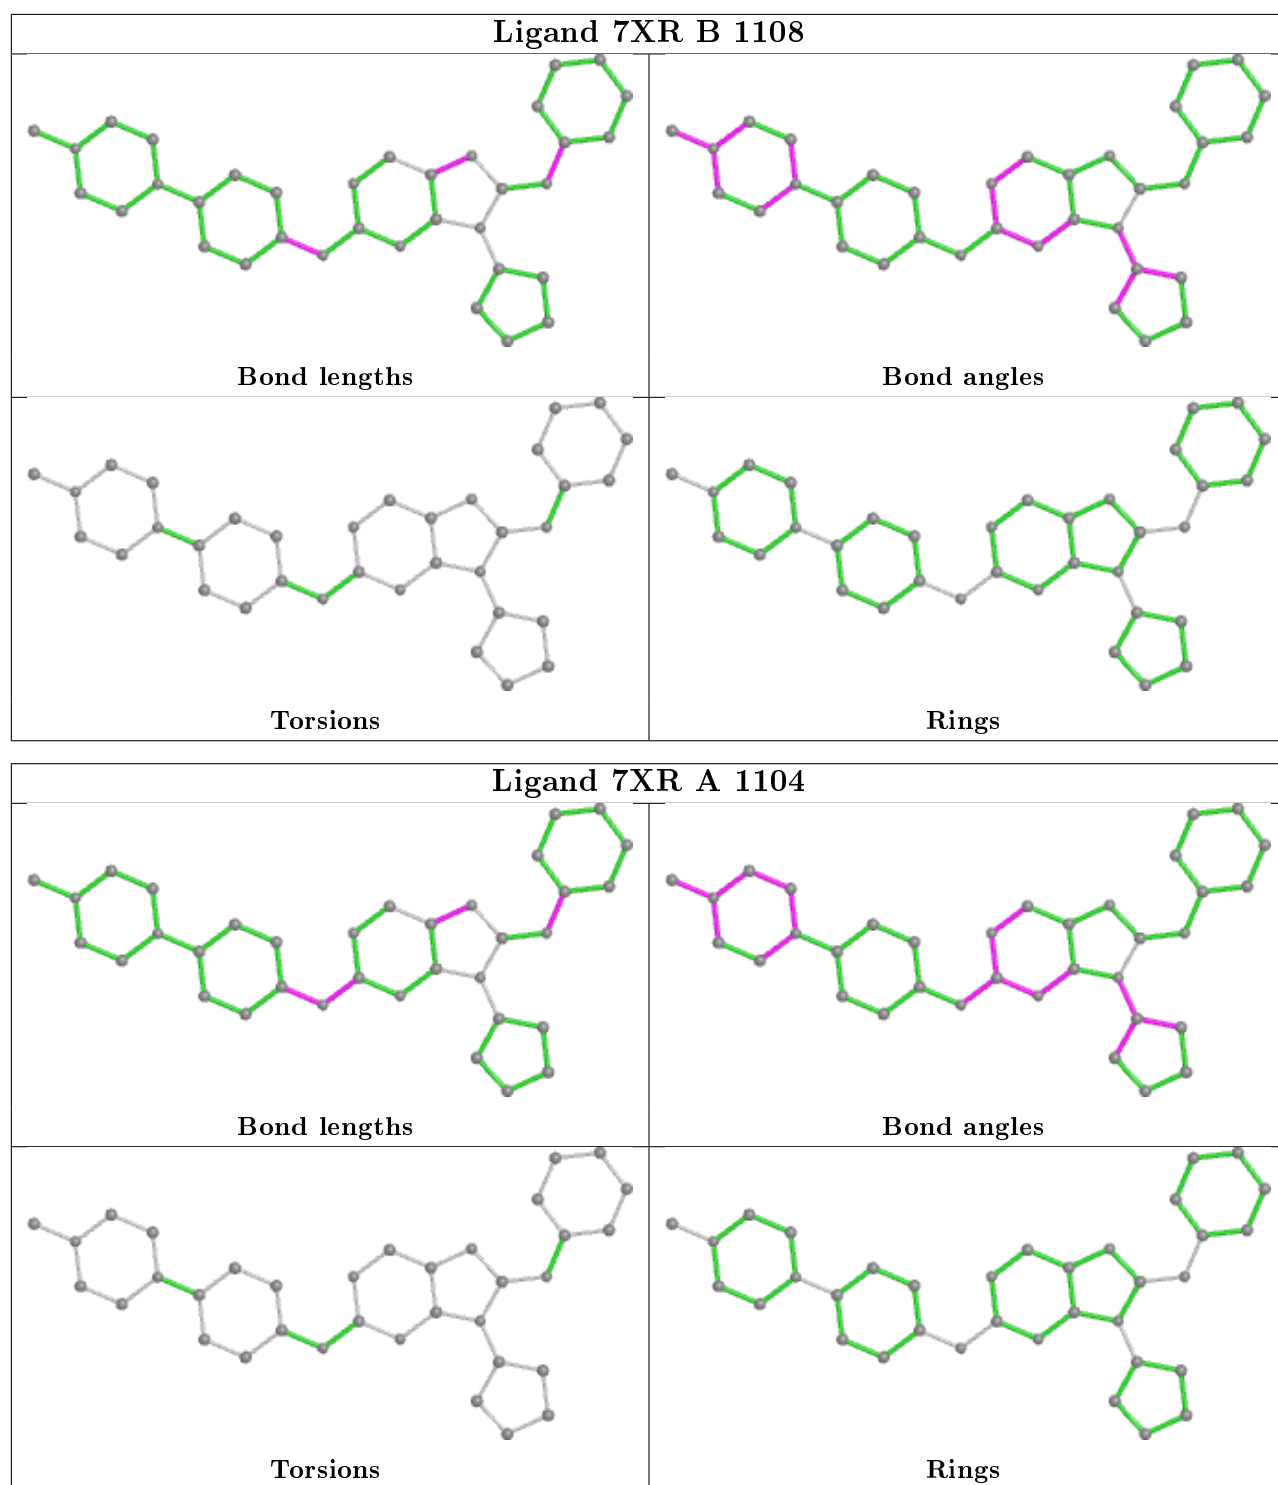 Ligand 7XR B 1108
Bond lengths
Bond angles
Torsions
Rings
Ligand 7XR A 1104
Bond lengths
Bond angles
Torsions
Rings